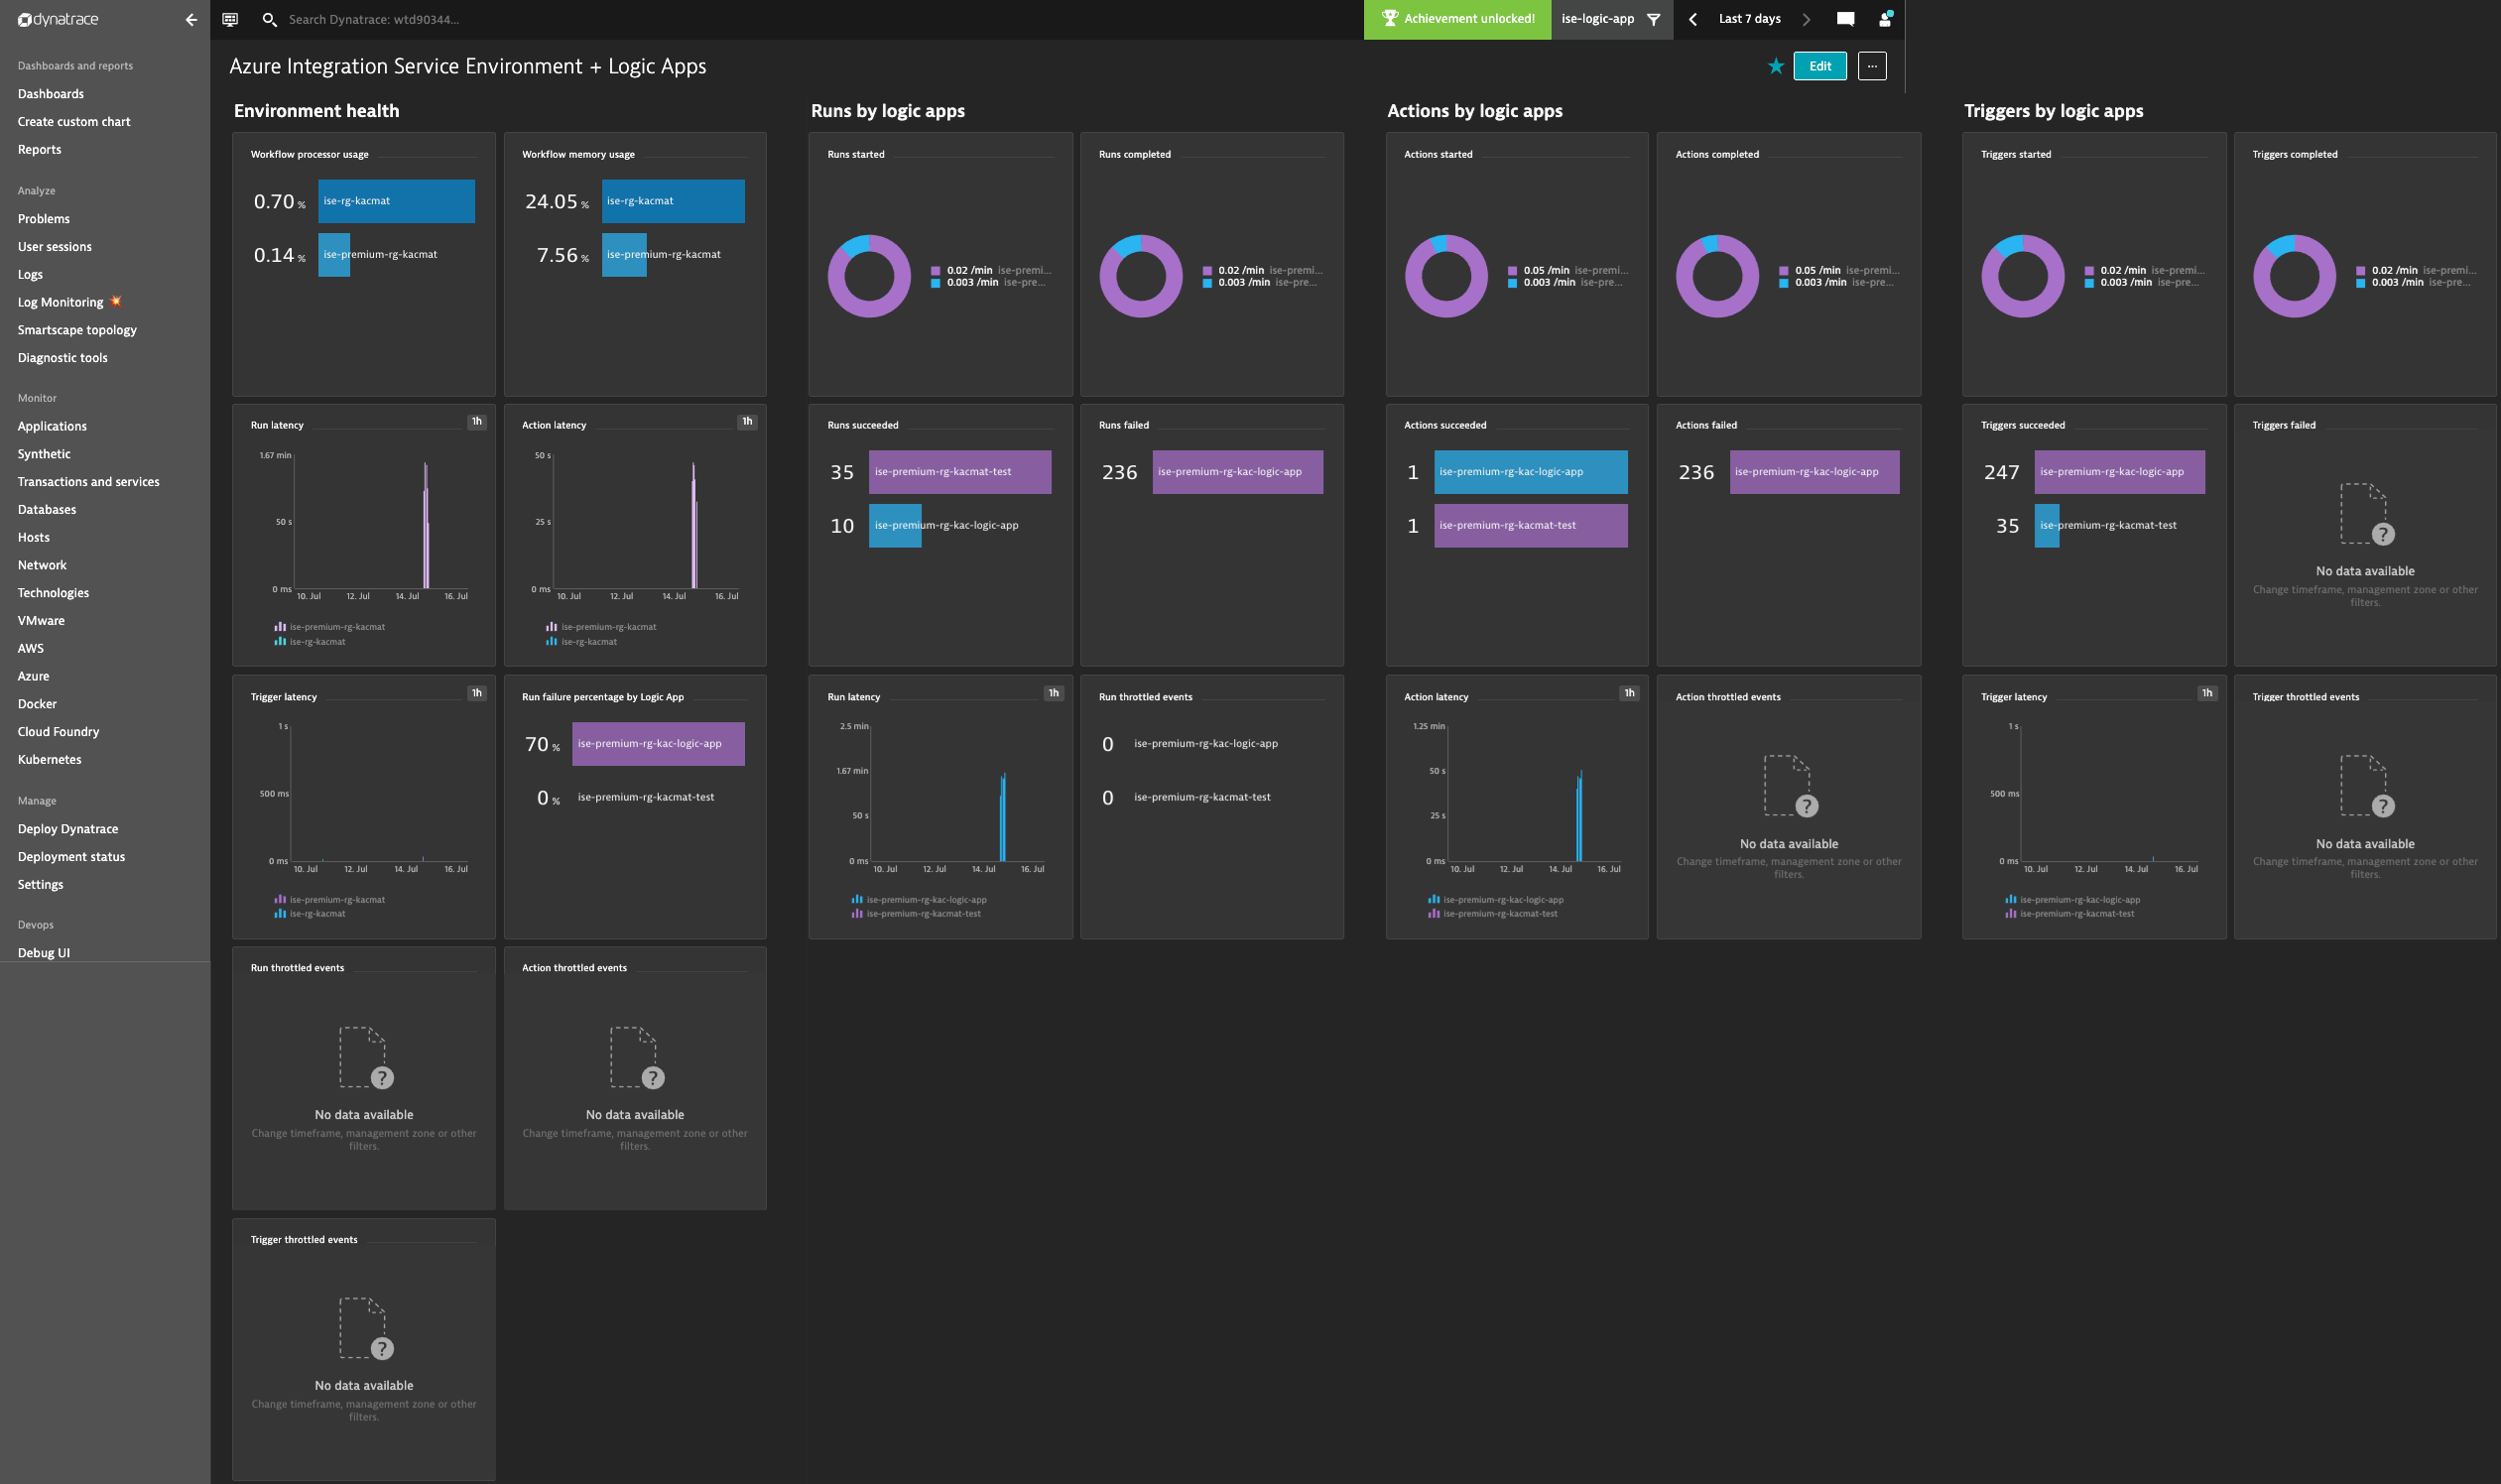 dynatrace
Search Dynatrace: wtd90344...
Achievement unlocked!
ise-logic-app
Last 7 days
Dashboards and reports
Dashboards
Create custom chart
Reports
Analyze
Problems
User sessions
Logs
Log Monitoring
Smartscape topology
Diagnostic tools
Monitor
Applications
Synthetic
Transactions and services
Databases
Hosts
Network
Technologies
VMware
AWS
Azure
Docker
Cloud Foundry
Kubernetes
Manage
Deploy Dynatrace
Deployment status
Settings
Devops
Debug UI
Azure Integration Service Environment + Logic Apps
Edit
...
Environment health
Workflow processor usage
0.70 % ise-rg-kacmat
0.14 % ise-premium-rg-kacmat
Workflow memory usage
24.05 % ise-rg-kacmat
7.56 % ise-premium-rg-kacmat
Run latency
1h
1.67 min
50 s
0 ms
10. Jul 12. Jul 14. Jul 16. Jul
ise-premium-rg-kacmat
ise-rg-kacmat
Action latency
1h
50 s
25 s
0 ms
10. Jul 12. Jul 14. Jul 16. Jul
ise-premium-rg-kacmat
ise-rg-kacmat
Trigger latency
1h
1 s
500 ms
0 ms
10. Jul 12. Jul 14. Jul 16. Jul
ise-premium-rg-kacmat
ise-rg-kacmat
Run failure percentage by Logic App
70 % ise-premium-rg-kac-logic-app
0 % ise-premium-rg-kacmat-test
Run throttled events
No data available
Change timeframe, management zone or other
filters.
Action throttled events
No data available
Change timeframe, management zone or other
filters.
Trigger throttled events
No data available
Change timeframe, management zone or other
filters.
Runs by logic apps
Runs started
0.02 /min ise-premi...
0.003 /min ise-pre...
Runs completed
0.02 /min ise-premi...
0.003 /min ise-pre...
Runs succeeded
35 ise-premium-rg-kacmat-test
10 ise-premium-rg-kac-logic-app
Runs failed
236 ise-premium-rg-kac-logic-app
Run latency
1h
2.5 min
1.67 min
50 s
0 ms
10. Jul 12. Jul 14. Jul 16. Jul
ise-premium-rg-kac-logic-app
ise-premium-rg-kacmat-test
Run throttled events
0 ise-premium-rg-kac-logic-app
0 ise-premium-rg-kacmat-test
Actions by logic apps
Actions started
0.05 /min ise-premi...
0.003 /min ise-pre...
Actions completed
0.05 /min ise-premi...
0.003 /min ise-pre...
Actions succeeded
1 ise-premium-rg-kac-logic-app
1 ise-premium-rg-kacmat-test
Actions failed
236 ise-premium-rg-kac-logic-app
Action latency
1h
1.25 min
50 s
25 s
0 ms
10. Jul 12. Jul 14. Jul 16. Jul
ise-premium-rg-kac-logic-app
ise-premium-rg-kacmat-test
Action throttled events
No data available
Change timeframe, management zone or other
filters.
Triggers by logic apps
Triggers started
0.02 /min ise-premi...
0.003 /min ise-pre...
Triggers completed
0.02 /min ise-premi...
0.003 /min ise-pre...
Triggers succeeded
247 ise-premium-rg-kac-logic-app
35 ise-premium-rg-kacmat-test
Triggers failed
No data available
Change timeframe, management zone or other
filters.
Trigger latency
1h
1 s
500 ms
0 ms
10. Jul 12. Jul 14. Jul 16. Jul
ise-premium-rg-kac-logic-app
ise-premium-rg-kacmat-test
Trigger throttled events
No data available
Change timeframe, management zone or other
filters.